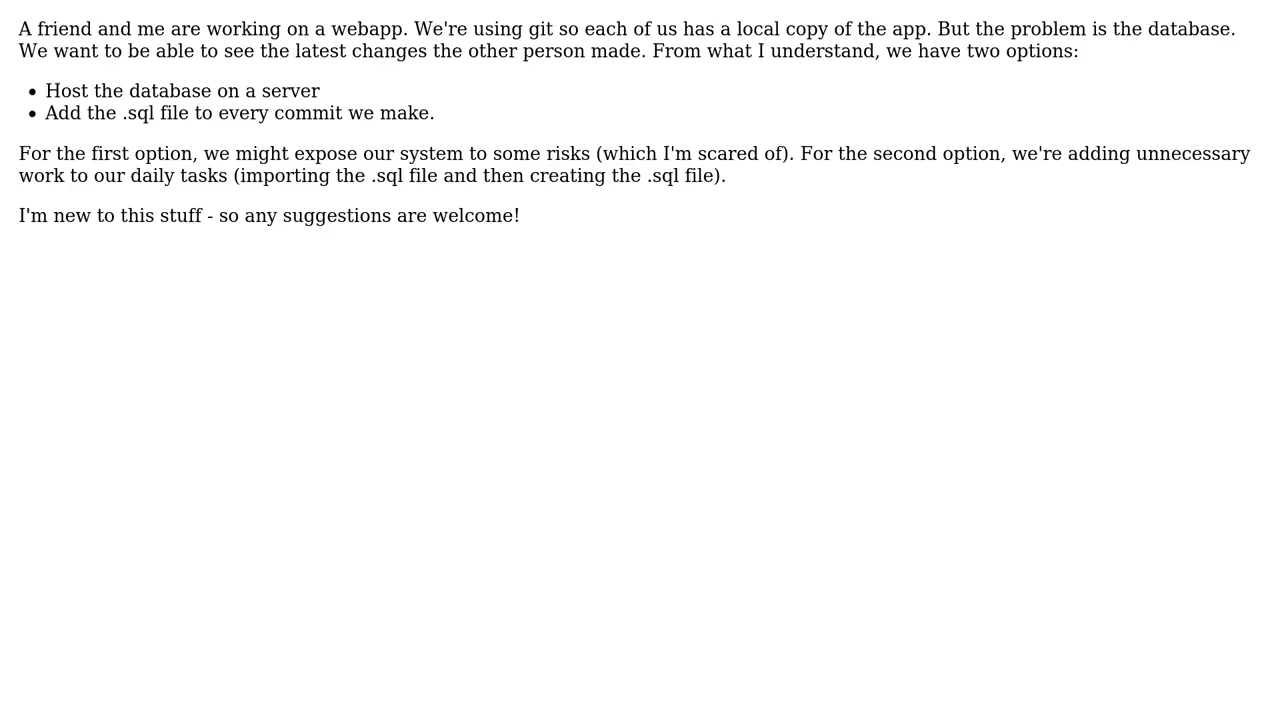 A friend and me are working on a webapp. We're using git so each of us has a local copy of the app. But the problem is the database.
We want to be able to see the latest changes the other person made. From what I understand, we have two options:
• Host the database on a server
• Add the .sql file to every commit we make.
For the first option, we might expose our system to some risks (which I'm scared of). For the second option, we're adding unnecessary
work to our daily tasks (importing the .sql file and then creating the .sql file).
I'm new to this stuff - so any suggestions are welcome!